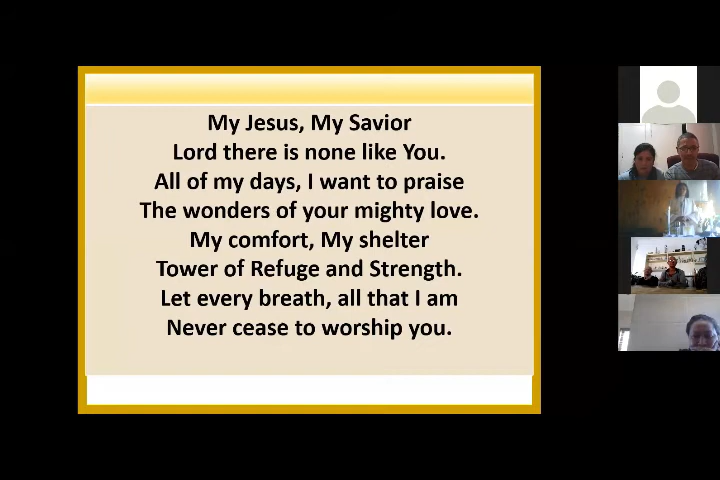 My Jesus, My Savior
Lord there is none like You.
All of my days, I want to praise
The wonders of your mighty love.
My comfort, My shelter
Tower of Refuge and Strength.
Let every breath, all that I am
Never cease to worship you.